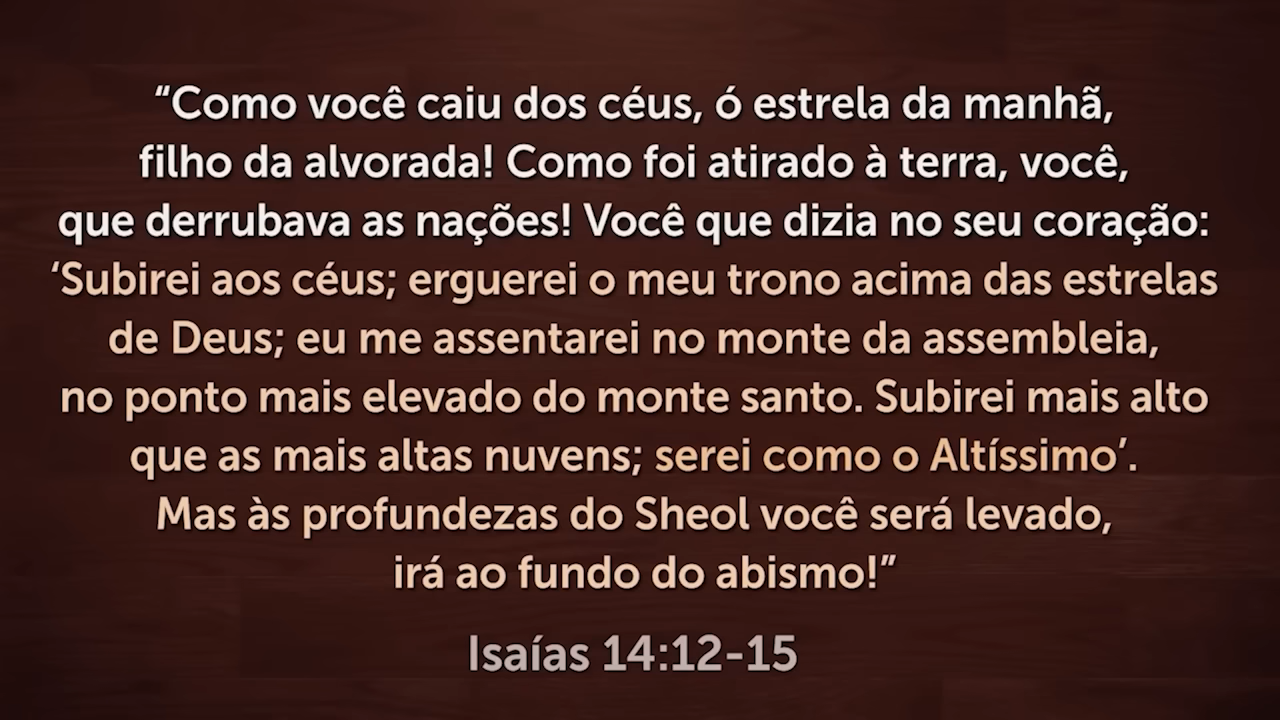 “Como você caiu dos céus, ó estrela da manhã,
filho da alvorada! Como foi atirado à terra, você,
que derrubava as nações! Você que dizia no seu coração:
‘Subirei aos céus; erguerei o meu trono acima das estrelas
de Deus; eu me assentarei no monte da assembleia,
no ponto mais elevado do monte santo. Subirei mais alto
que as mais altas nuvens; serei como o Altíssimo’.
Mas às profundezas do Sheol você será levado,
irá ao fundo do abismo!”
Isaías 14:12-15